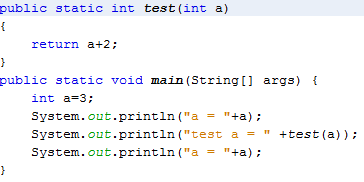 public static int test(int a)
{
    return a+2;
}
public static void main(String[] args) {
    int a=3;
    System.out.println("a = "+a);
    System.out.println("test a = " +test(a));
    System.out.println("a = "+a);
}